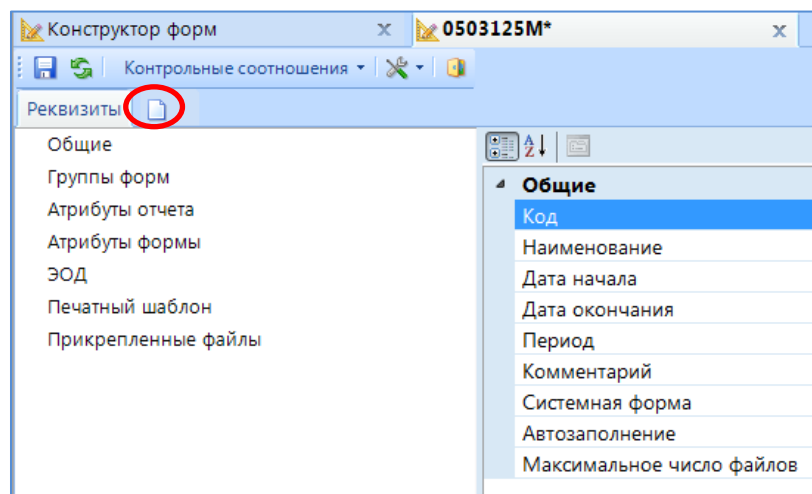 Конструктор форм x 0503125M* x
Контрольные соотношения
Реквизиты
Общие
Группы форм
Атрибуты отчета
Атрибуты формы
ЭОД
Печатный шаблон
Прикрепленные файлы
Общие
Код
Наименование
Дата начала
Дата окончания
Период
Комментарий
Системная форма
Автозаполнение
Максимальное число файлов